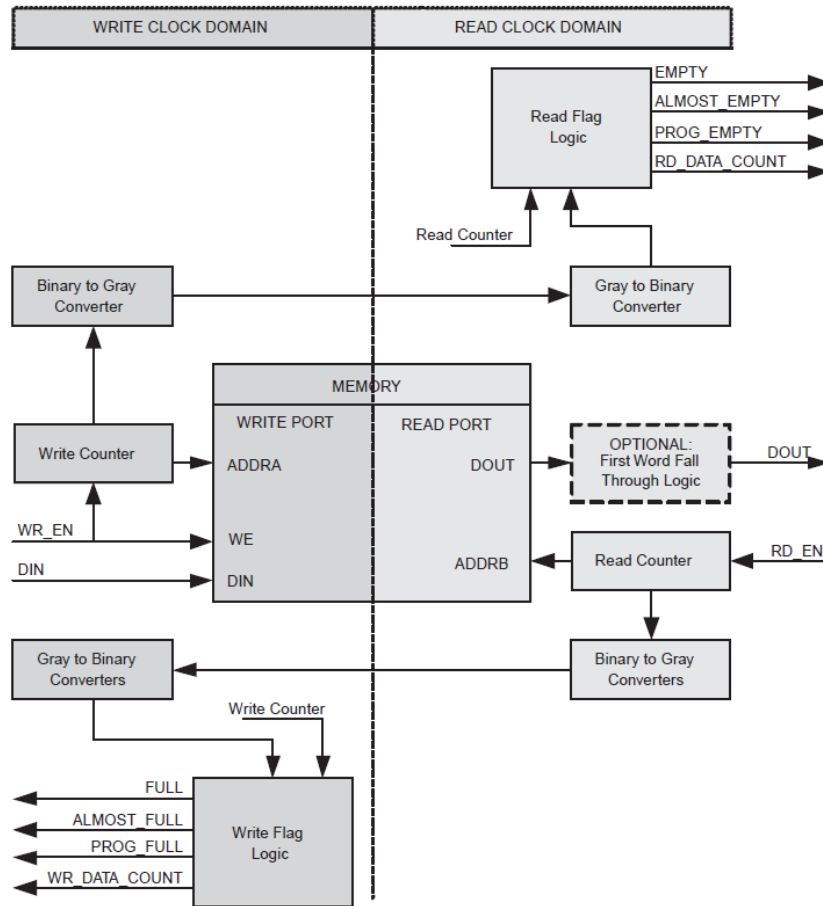 WRITE CLOCK DOMAIN
READ CLOCK DOMAIN
EMPTY
ALMOST_EMPTY
PROG_EMPTY
RD_DATA_COUNT
Read Flag
Logic
Read Counter
Binary to Gray
Converter
Gray to Binary
Converter
MEMORY
WRITE PORT
READ PORT
Write Counter
ADDRA
DOUT
OPTIONAL:
First Word Fall
Through Logic
DOUT
WR_EN
WE
DIN
DIN
ADDRB
Read Counter
RD_EN
Gray to Binary
Converters
Binary to Gray
Converters
Write Counter
FULL
ALMOST_FULL
PROG_FULL
WR_DATA_COUNT
Write Flag
Logic